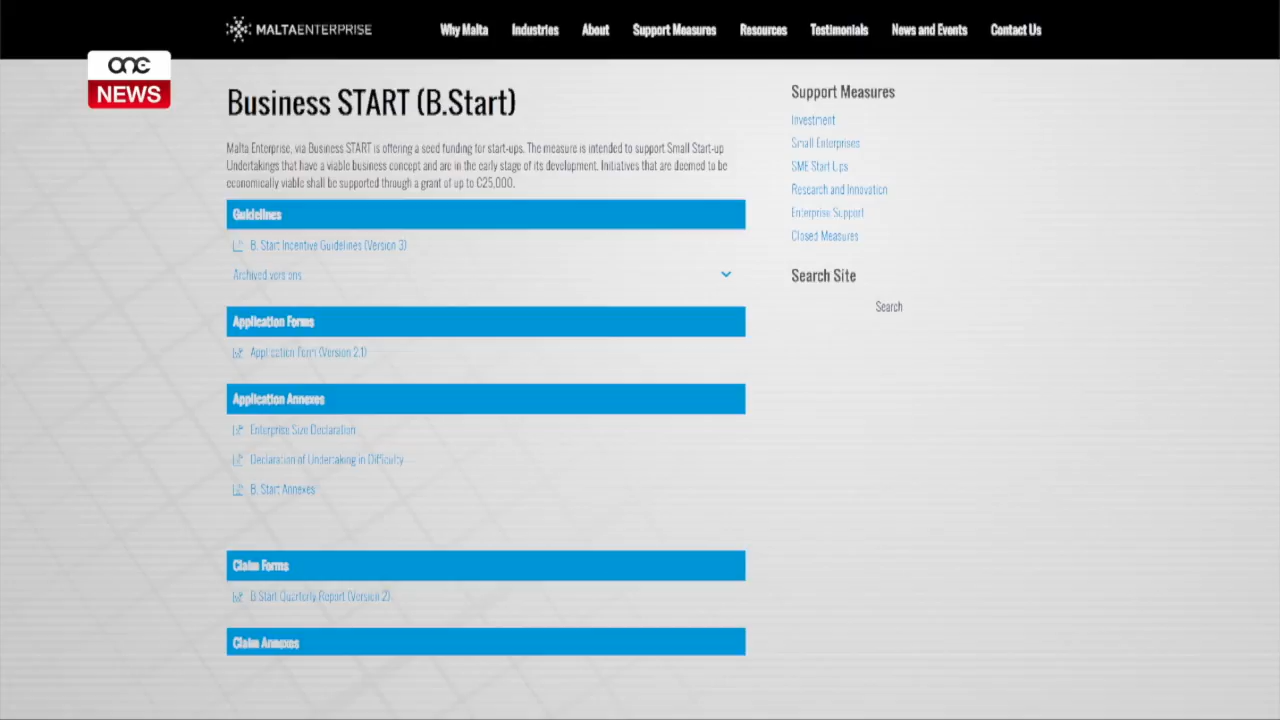 MALTAENTERPRISE
Why Malta Industries About Support Measures Resources Testimonials News and Events Contact Us
one
NEWS
Business START (B.Start)
Malta Enterprise, via Business START is offering a seed funding for start-ups. The measure is intended to support Small Start-up
Undertakings that have a viable business concept and are in the early stage of its development. Initiatives that are deemed to be
economically viable shall be supported through a grant of up to €25,000.
Guidelines
B. Start Incentive Guidelines (Version 3)
Archived versions
Application Forms
Application Form (Version 2.1)
Application Annexes
Enterprise Size Declaration
Declaration of Undertaking in Difficulty
B. Start Annexes
Claim Forms
B Start Quarterly Report (Version 2)
Claim Annexes
Support Measures
Investment
Small Enterprises
SME Start Ups
Research and Innovation
Enterprise Support
Closed Measures
Search Site
Search